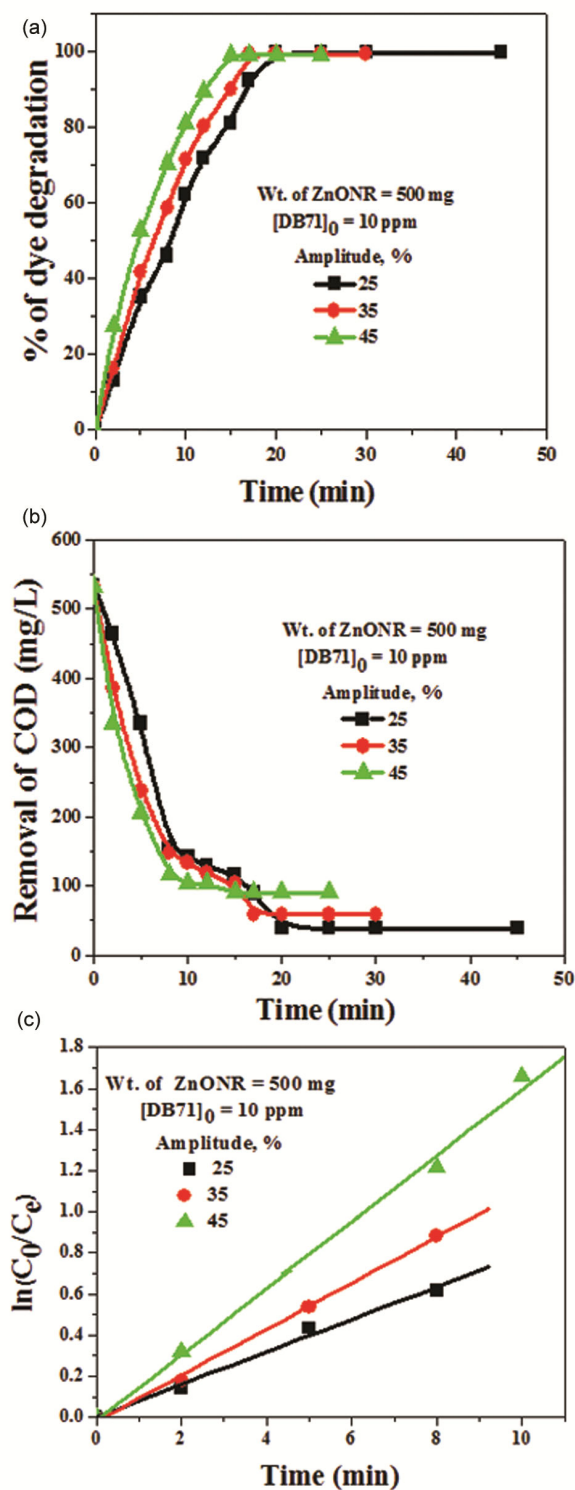 (a)
100
80
60
40
20
0
% of dye degradation
Wt. of ZnONR = 500 mg
[DB71]0 = 10 ppm
Amplitude, %
25
35
45
0 10 20 30 40 50
Time (min)
(b)
600
500
400
300
200
100
0
Removal of COD (mg/L)
Wt. of ZnONR = 500 mg
[DB71]0 = 10 ppm
Amplitude, %
25
35
45
0 10 20 30 40 50
Time (min)
(c)
1.8
1.6
1.4
1.2
1.0
0.8
0.6
0.4
0.2
0.0
ln(C0/Ce)
Wt. of ZnONR = 500 mg
[DB71]0 = 10 ppm
Amplitude, %
25
35
45
0 2 4 6 8 10
Time (min)